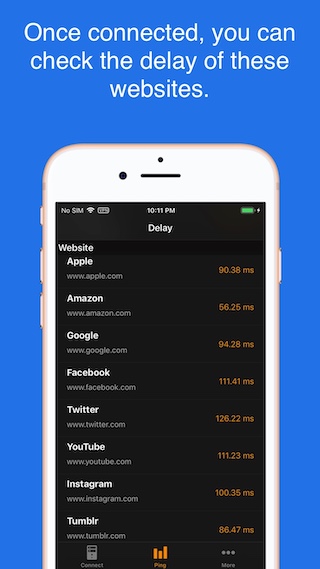 Once connected, you can
check the delay of these
websites.
No SIM VPN 10:11 PM
Delay
Website
Apple
www.apple.com 90.38 ms
Amazon
www.amazon.com 56.25 ms
Google
www.google.com 94.28 ms
Facebook
www.facebook.com 111.41 ms
Twitter
www.twitter.com 126.22 ms
YouTube
www.youtube.com 111.23 ms
Instagram
www.instagram.com 100.35 ms
Tumblr
www.tumblr.com 86.47 ms
Connect Ping More